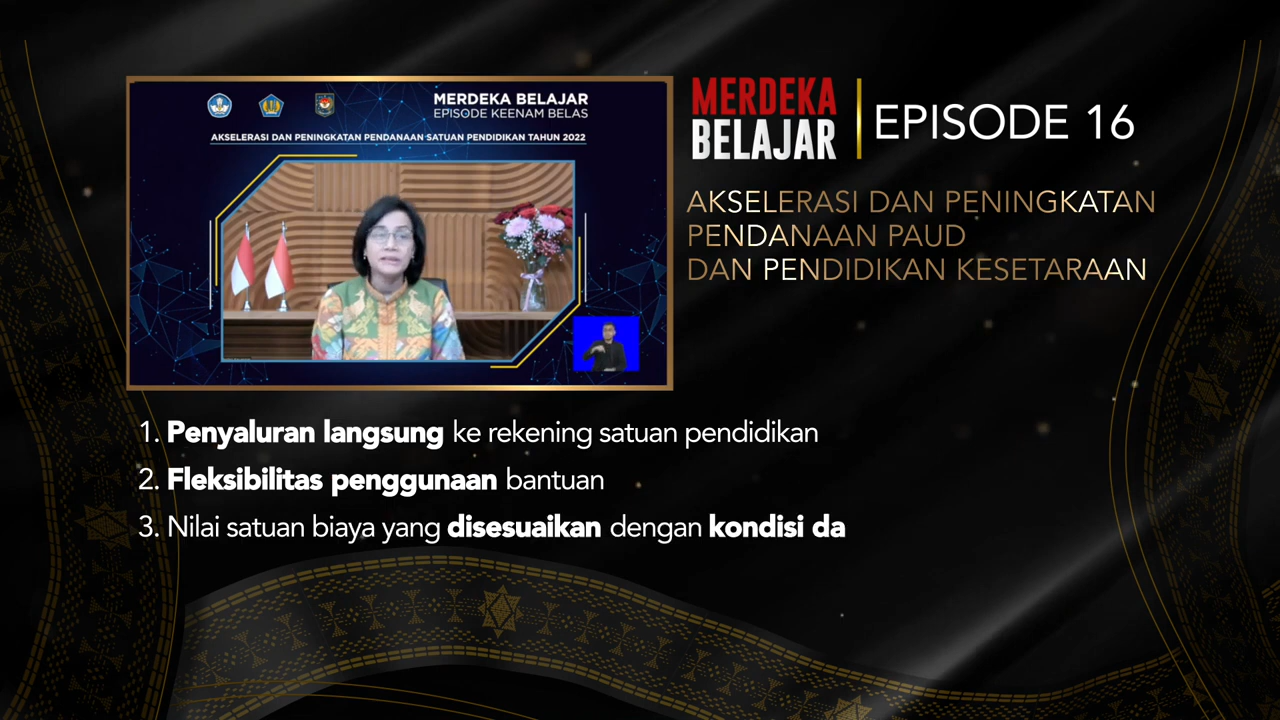 MERDEKA BELAJAR
EPISODE KEENAM BELAS
AKSELERASI DAN PENINGKATAN PENDANAAN SATUAN PENDIDIKAN TAHUN 2022
MERDEKA
BELAJAR
EPISODE 16
AKSELERASI DAN PENINGKATAN
PENDANAAN PAUD
DAN PENDIDIKAN KESETARAAN
1. Penyaluran langsung ke rekening satuan pendidikan
2. Fleksibilitas penggunaan bantuan
3. Nilai satuan biaya yang disesuaikan dengan kondisi da